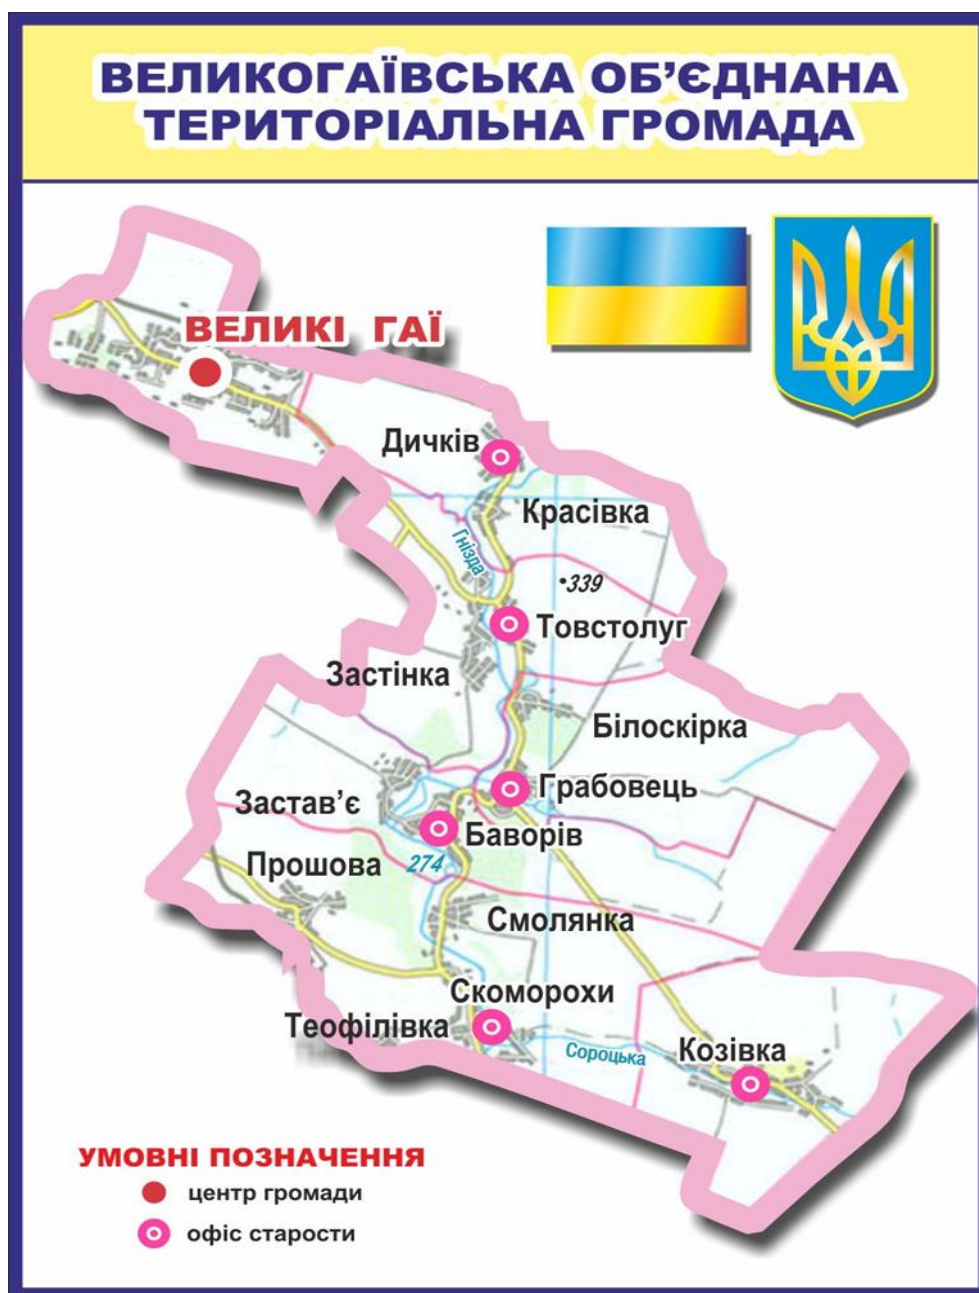 ВЕЛИКОГАЇВСЬКА ОБ’ЄДНАНА
ТЕРИТОРІАЛЬНА ГРОМАДА
ВЕЛИКІ ГАЇ
Дичків
Красівка
Гнізда
•339
Товстолуг
Застінка
Білоскірка
Грабовець
Застав’є
Баворів
Прошова
274
Смолянка
Скоморохи
Теофілівка
Сороцька
Козівка
УМОВНІ ПОЗНАЧЕННЯ
центр громади
офіс старости